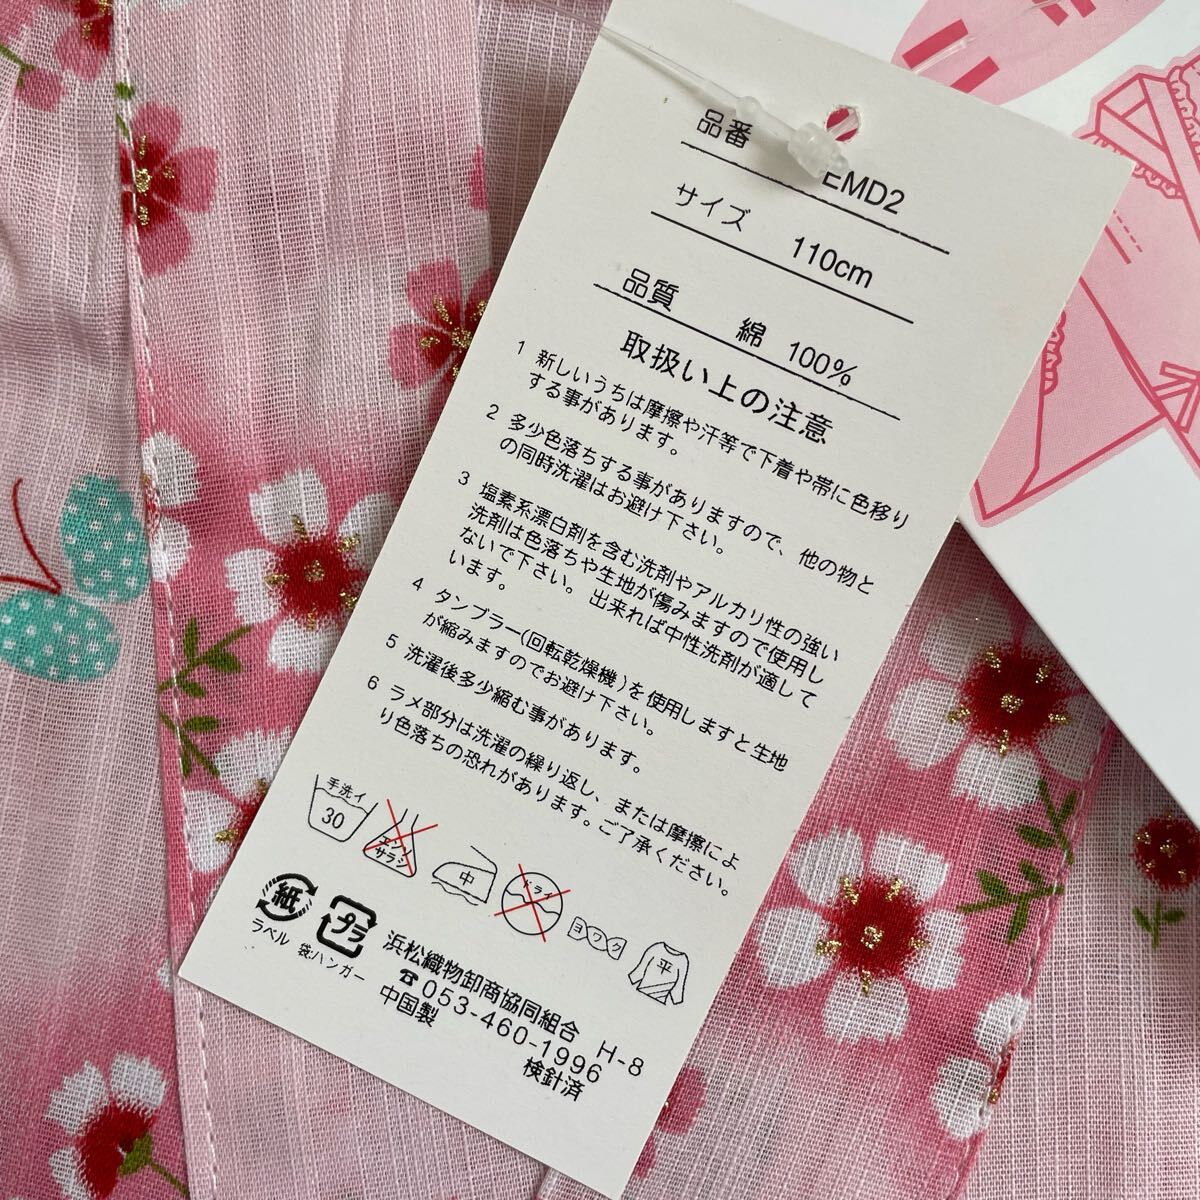 品番 EMD2
サイズ 110cm
品質 綿 100%
取扱い上の注意
1 新しいうちは摩擦や汗等で下着や帯に色移り
する事があります。
2 多少色落ちする事がありますので、他の物と
の同時洗濯はお避け下さい。
3 塩素系漂白剤を含む洗剤やアルカリ性の強い
洗剤は色落ちや生地が傷みますので使用し
ないで下さい。出来れば中性洗剤が適して
います。
4 タンブラー(回転乾燥機)を使用しますと生地
が縮みますのでお避け下さい。
5 洗濯後多少縮む事があります。
6 ラメ部分は洗濯の繰り返し、または摩擦によ
り色落ちの恐れがあります。ご了承ください。
手洗イ
30
エンソ
サラシ
中
ドライ
ヨワク
平
紙
プラ
ラベル 袋・ハンガー
浜松織物卸商協同組合 H-8
☎053-460-1996
中国製 検針済